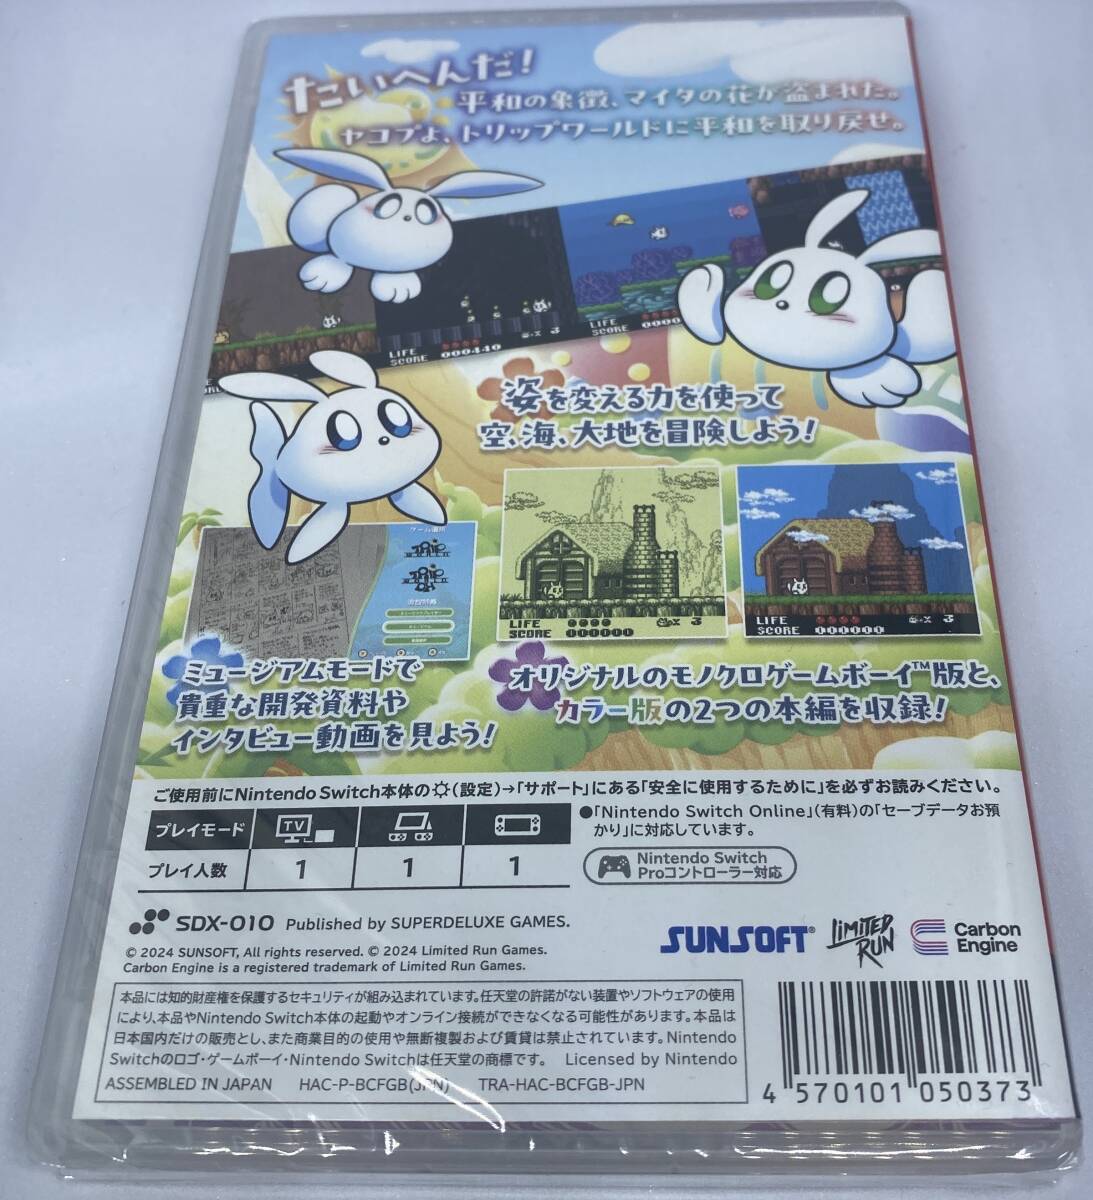 たいへんだ!
平和の象徴、マイタの花が盗まれた。
ヤコプよ、トリップワールドに平和を取り戻せ。
LIFE
SCORE 000440
3
LIFE
SCORE
姿を変える力を使って
空、海、大地を冒険しよう!
LIFE
SCORE 000000
3
LIFE
SCORE 000000
3
ミュージアムモードで
貴重な開発資料や
インタビュー動画を見よう!
オリジナルのモノクロゲームボーイ™版と、
カラー版の2つの本編を収録!
ご使用前にNintendo Switch本体の(設定)→「サポート」にある「安全に使用するために」を必ずお読みください。
プレイモード TV
プレイ人数 1 1 1
●「Nintendo Switch Online」(有料)の「セーブデータお預
かり」に対応しています。
Nintendo Switch
Proコントローラー対応
SDX-010 Published by SUPERDELUXE GAMES.
© 2024 SUNSOFT, All rights reserved. © 2024 Limited Run Games.
Carbon Engine is a registered trademark of Limited Run Games.
SUNSOFT®
LIMITED
RUN
Carbon
Engine
本品には知的財産権を保護するセキュリティが組み込まれています。任天堂の許諾がない装置やソフトウェアの使用
により、本品やNintendo Switch本体の起動やオンライン接続ができなくなる可能性があります。本品は
日本国内だけの販売とし、また商業目的の使用や無断複製および賃貸は禁止されています。Nintendo
Switchのロゴ・ゲームボーイ・Nintendo Switchは任天堂の商標です。 Licensed by Nintendo
ASSEMBLED IN JAPAN HAC-P-BCFGB(JPN) TRA-HAC-BCFGB-JPN
4 570101 050373